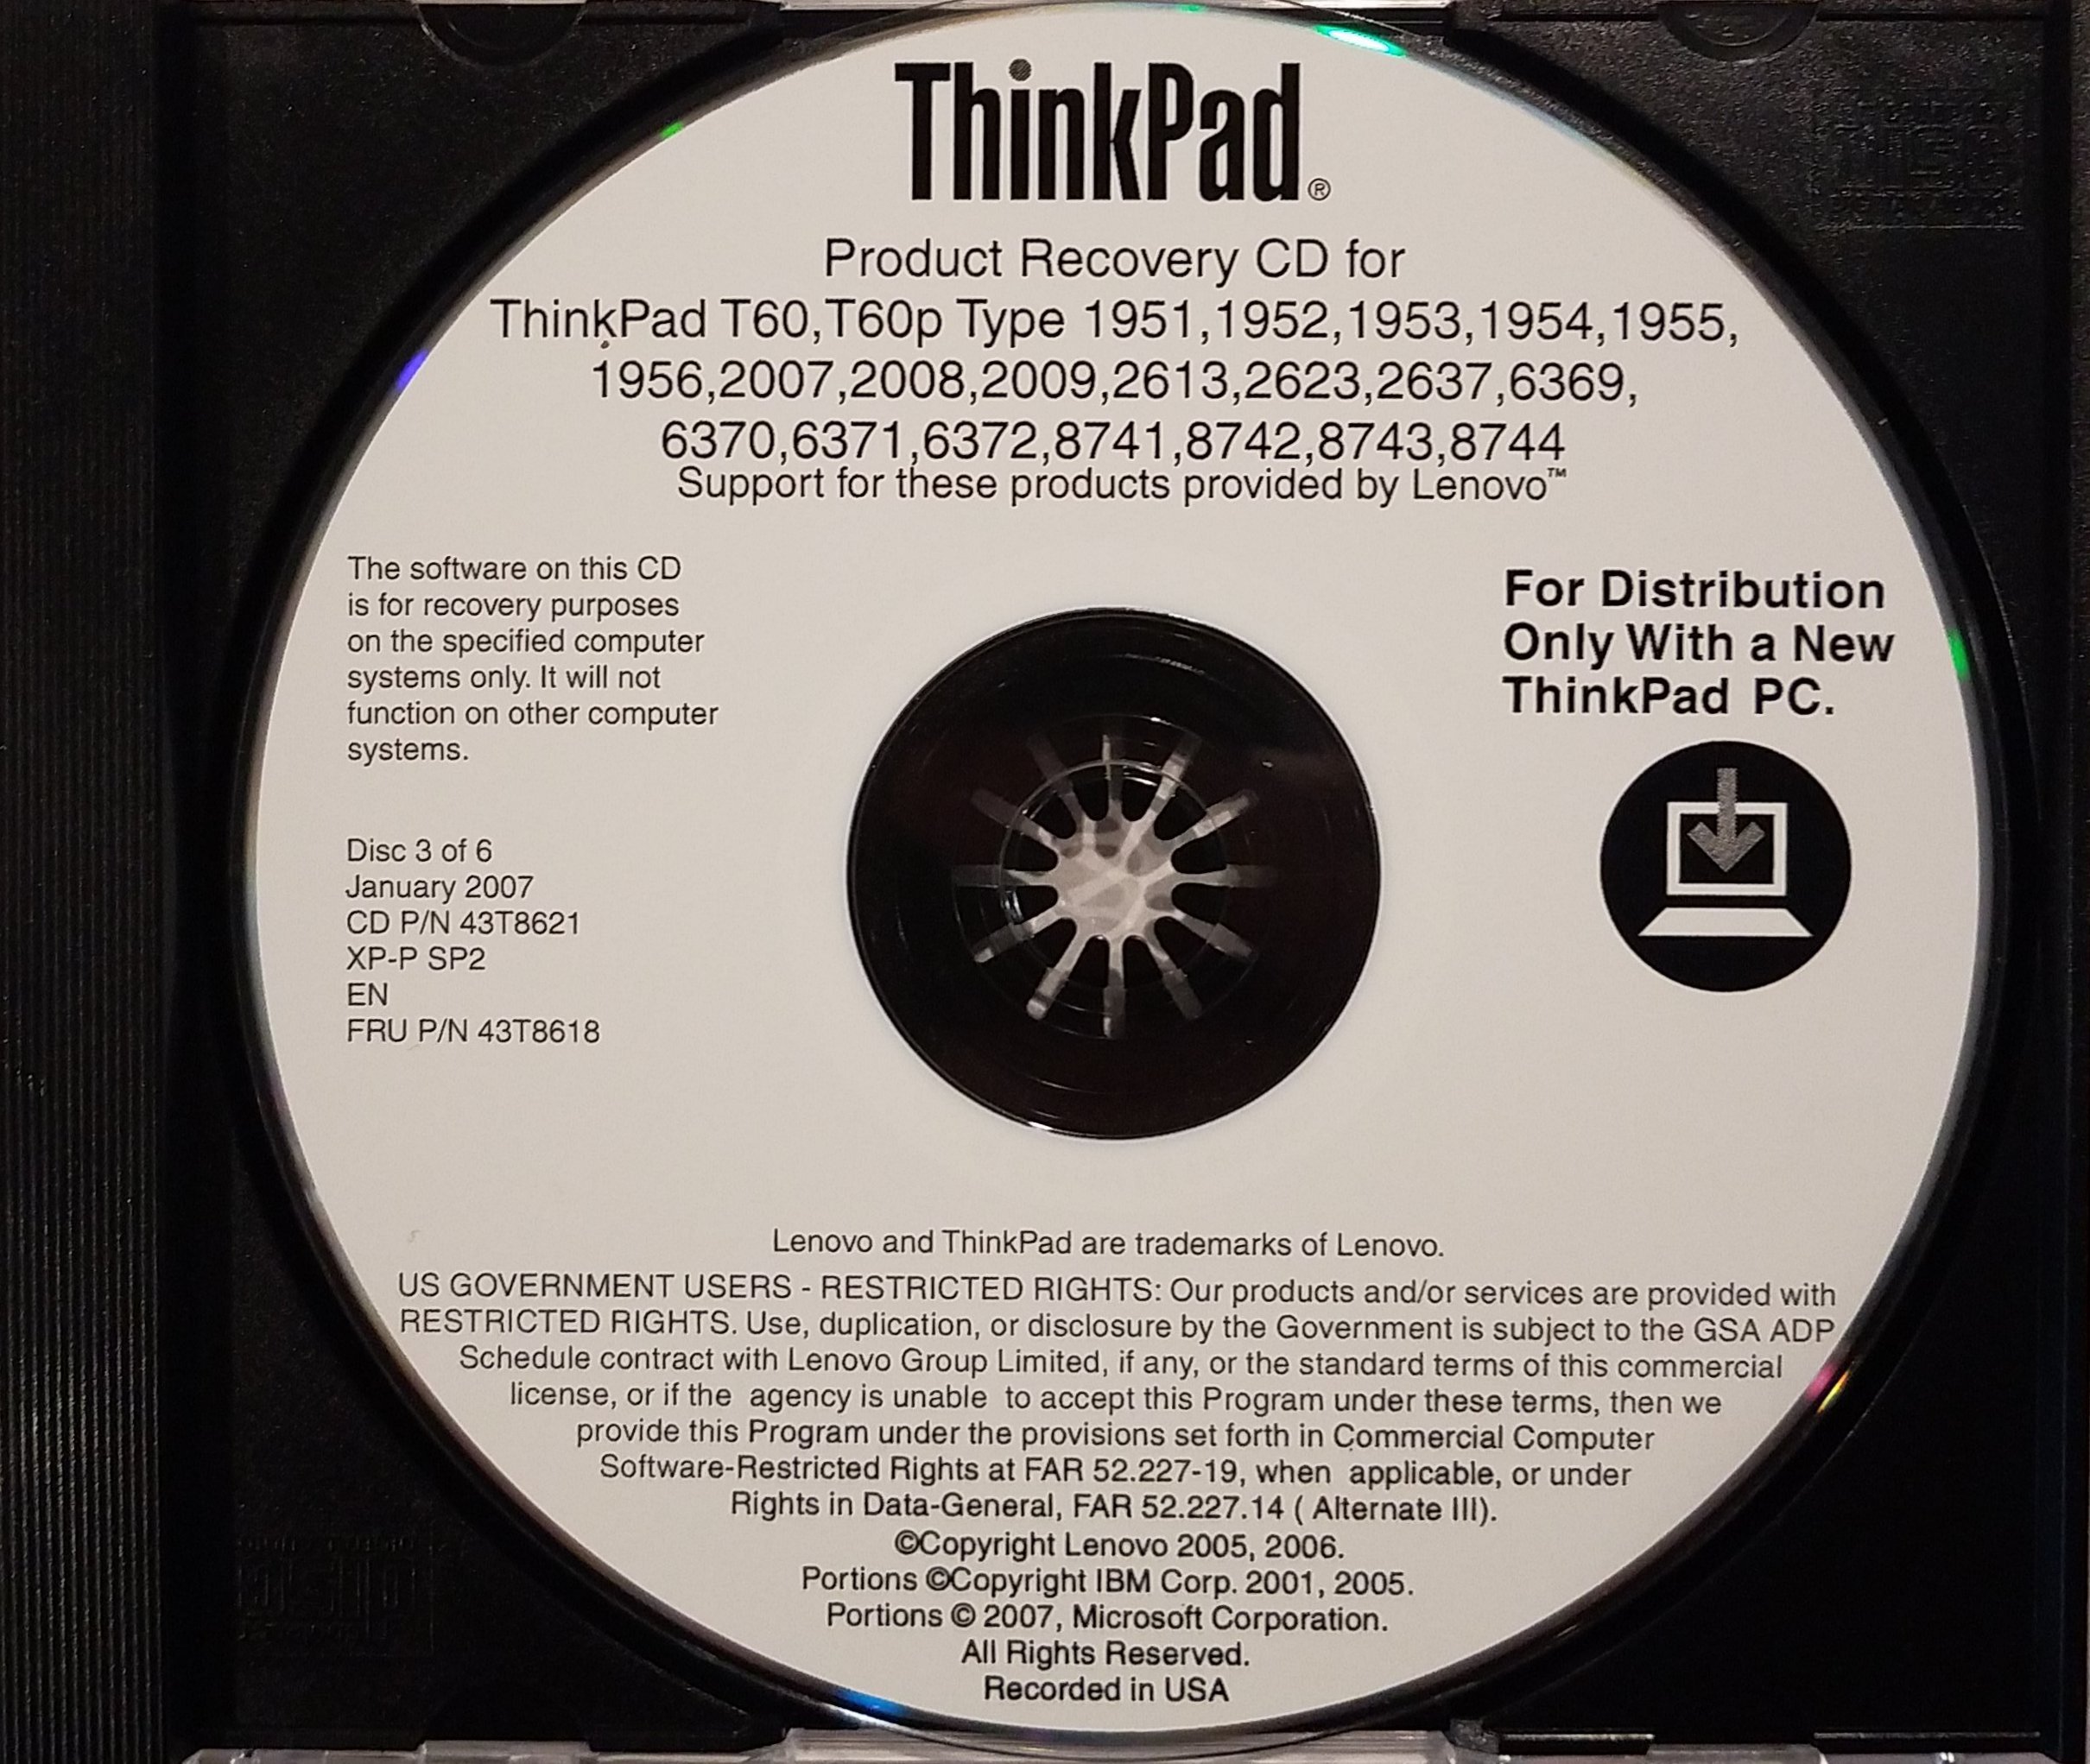 ThinkPad®
Product Recovery CD for
ThinkPad T60,T60p Type 1951,1952,1953,1954,1955,
1956,2007,2008,2009,2613,2623,2637,6369,
6370,6371,6372,8741,8742,8743,8744
Support for these products provided by Lenovo™
The software on this CD
is for recovery purposes
on the specified computer
systems only. It will not
function on other computer
systems.
Disc 3 of 6
January 2007
CD P/N 43T8621
XP-P SP2
EN
FRU P/N 43T8618
For Distribution
Only With a New
ThinkPad PC.
Lenovo and ThinkPad are trademarks of Lenovo.
US GOVERNMENT USERS - RESTRICTED RIGHTS: Our products and/or services are provided with
RESTRICTED RIGHTS. Use, duplication, or disclosure by the Government is subject to the GSA ADP
Schedule contract with Lenovo Group Limited, if any, or the standard terms of this commercial
license, or if the agency is unable to accept this Program under these terms, then we
provide this Program under the provisions set forth in Commercial Computer
Software-Restricted Rights at FAR 52.227-19, when applicable, or under
Rights in Data-General, FAR 52.227.14 ( Alternate III).
©Copyright Lenovo 2005, 2006.
Portions ©Copyright IBM Corp. 2001, 2005.
Portions © 2007, Microsoft Corporation.
All Rights Reserved.
Recorded in USA